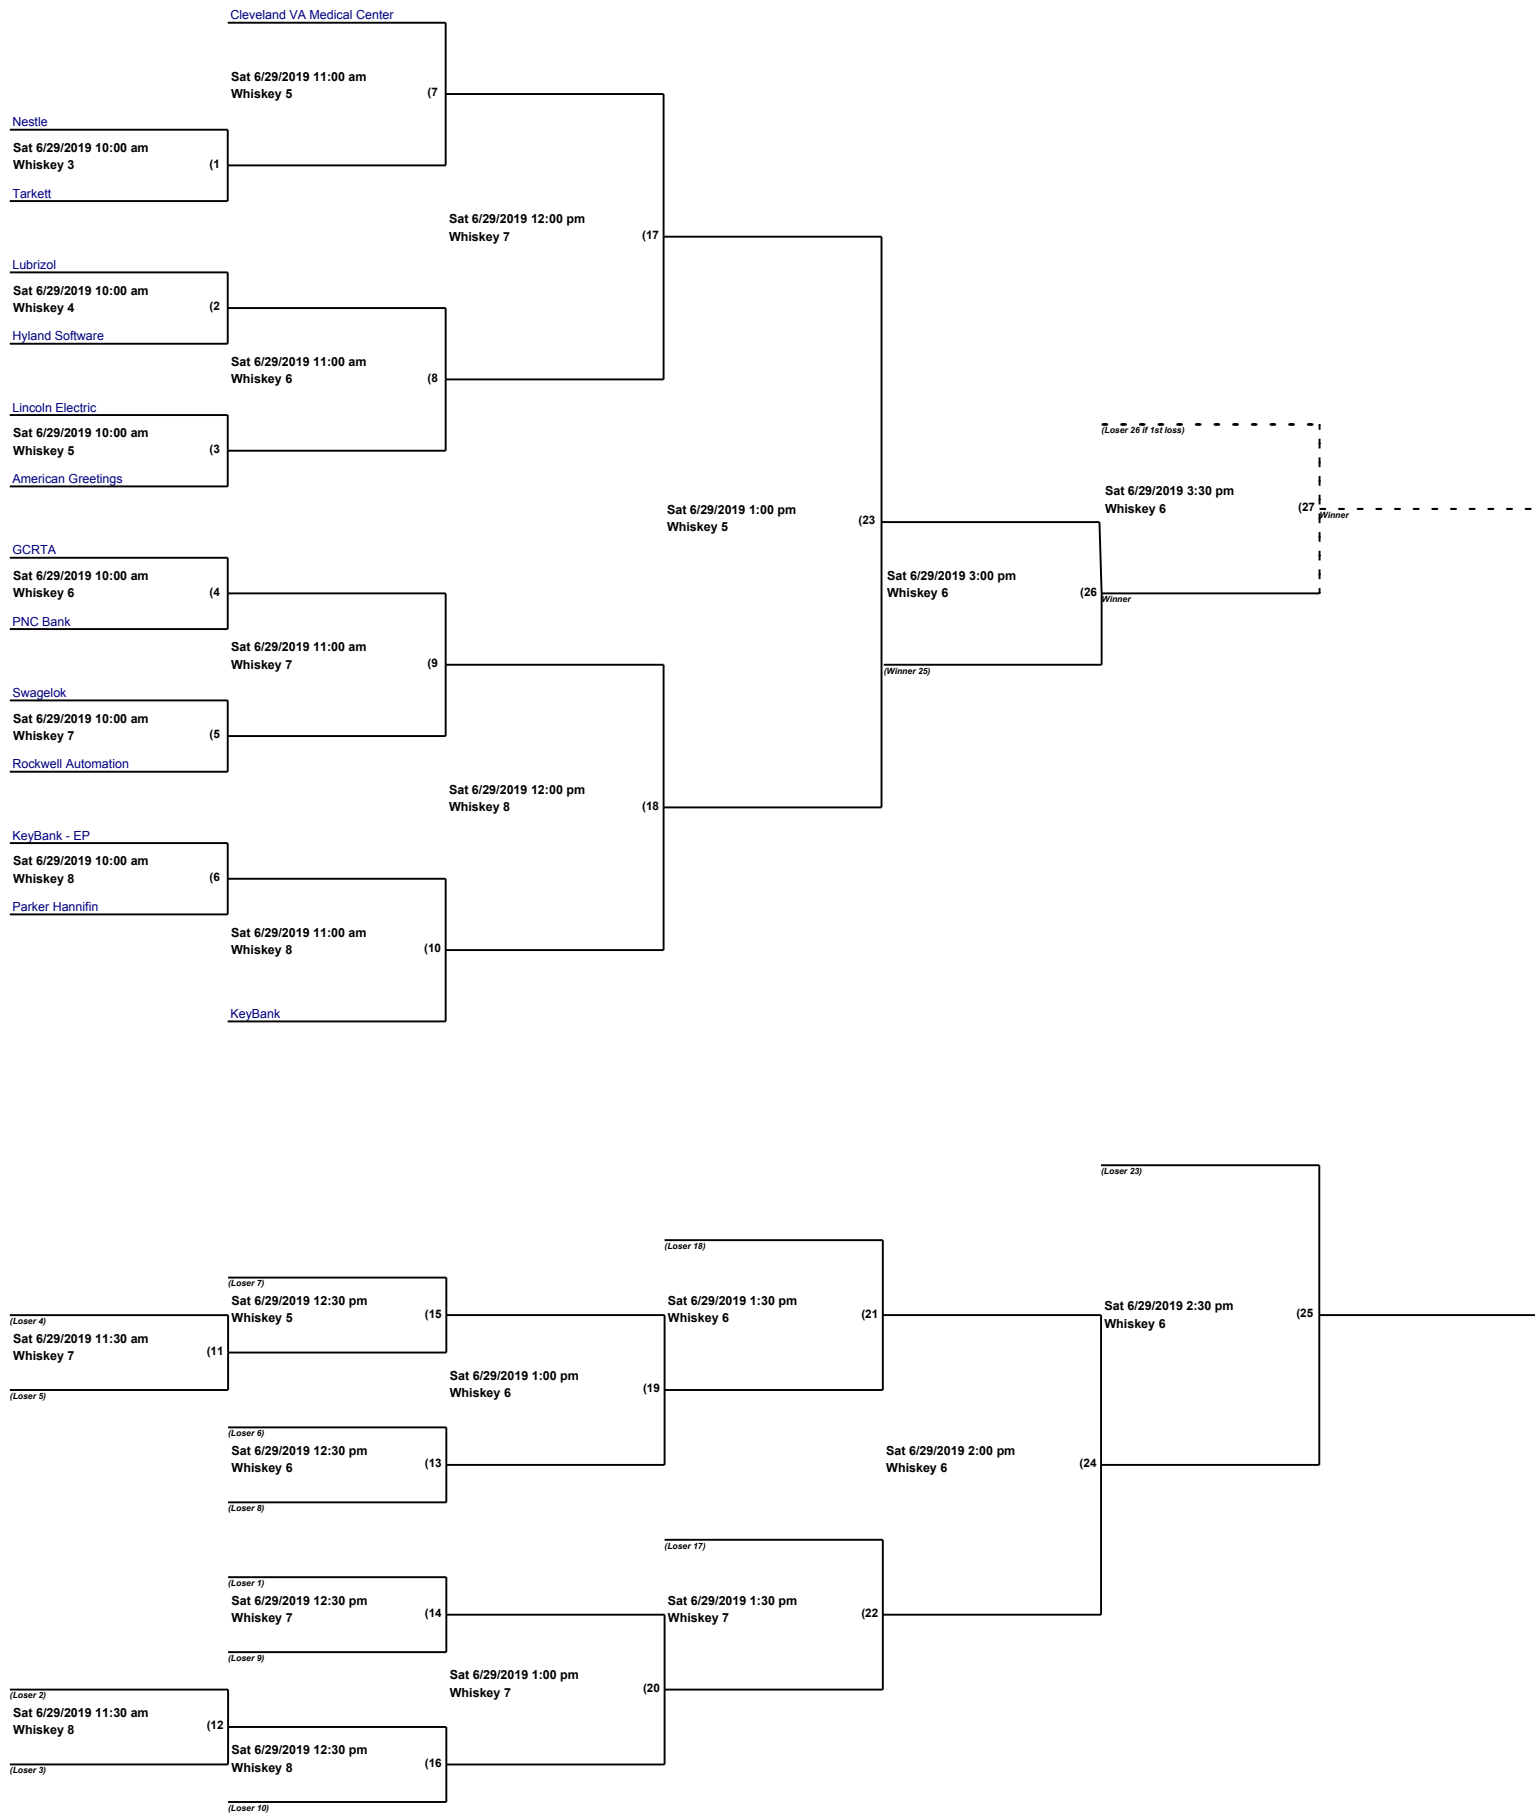 Cleveland VA Medical Center
Sat 6/29/2019 11:00 am
Whiskey 5
(7
Nestle
Sat 6/29/2019 10:00 am
Whiskey 3
(1
Tarkett
Sat 6/29/2019 12:00 pm
Whiskey 7
(17
Lubrizol
Sat 6/29/2019 10:00 am
Whiskey 4
(2
Hyland Software
Sat 6/29/2019 11:00 am
Whiskey 6
(8
Lincoln Electric
Sat 6/29/2019 10:00 am
Whiskey 5
(3
American Greetings
(Loser 26 if 1st loss)
Sat 6/29/2019 3:30 pm
Whiskey 6
(27
Winner
Sat 6/29/2019 1:00 pm
Whiskey 5
(23
GCRTA
Sat 6/29/2019 10:00 am
Whiskey 6
(4
PNC Bank
Sat 6/29/2019 3:00 pm
Whiskey 6
(26
Winner
Sat 6/29/2019 11:00 am
Whiskey 7
(9
(Winner 25)
Swagelok
Sat 6/29/2019 10:00 am
Whiskey 7
(5
Rockwell Automation
Sat 6/29/2019 12:00 pm
Whiskey 8
(18
KeyBank - EP
Sat 6/29/2019 10:00 am
Whiskey 8
(6
Parker Hannifin
Sat 6/29/2019 11:00 am
Whiskey 8
(10
KeyBank
(Loser 23)
(Loser 18)
(Loser 7)
Sat 6/29/2019 12:30 pm
Whiskey 5
(15
Sat 6/29/2019 1:30 pm
Whiskey 6
(21
Sat 6/29/2019 2:30 pm
Whiskey 6
(25
(Loser 4)
Sat 6/29/2019 11:30 am
Whiskey 7
(11
(Loser 5)
Sat 6/29/2019 1:00 pm
Whiskey 6
(19
(Loser 6)
Sat 6/29/2019 12:30 pm
Whiskey 6
(13
(Loser 8)
Sat 6/29/2019 2:00 pm
Whiskey 6
(24
(Loser 17)
(Loser 1)
Sat 6/29/2019 12:30 pm
Whiskey 7
(14
(Loser 9)
Sat 6/29/2019 1:30 pm
Whiskey 7
(22
Sat 6/29/2019 1:00 pm
Whiskey 7
(20
(Loser 2)
Sat 6/29/2019 11:30 am
Whiskey 8
(12
(Loser 3)
Sat 6/29/2019 12:30 pm
Whiskey 8
(16
(Loser 10)